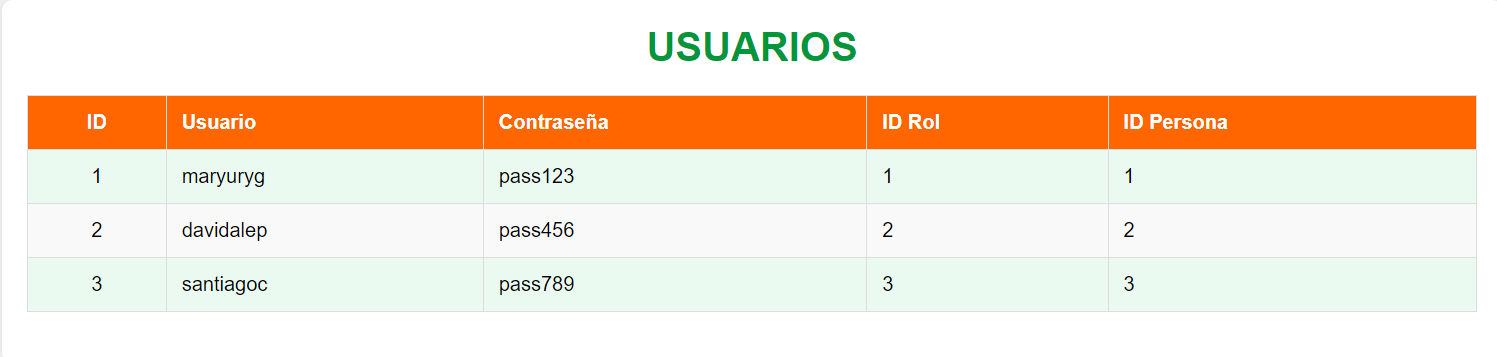 USUARIOS
ID Usuario Contraseña ID Rol ID Persona
1 maryuryg pass123 1 1
2 davidalep pass456 2 2
3 santiagoc pass789 3 3